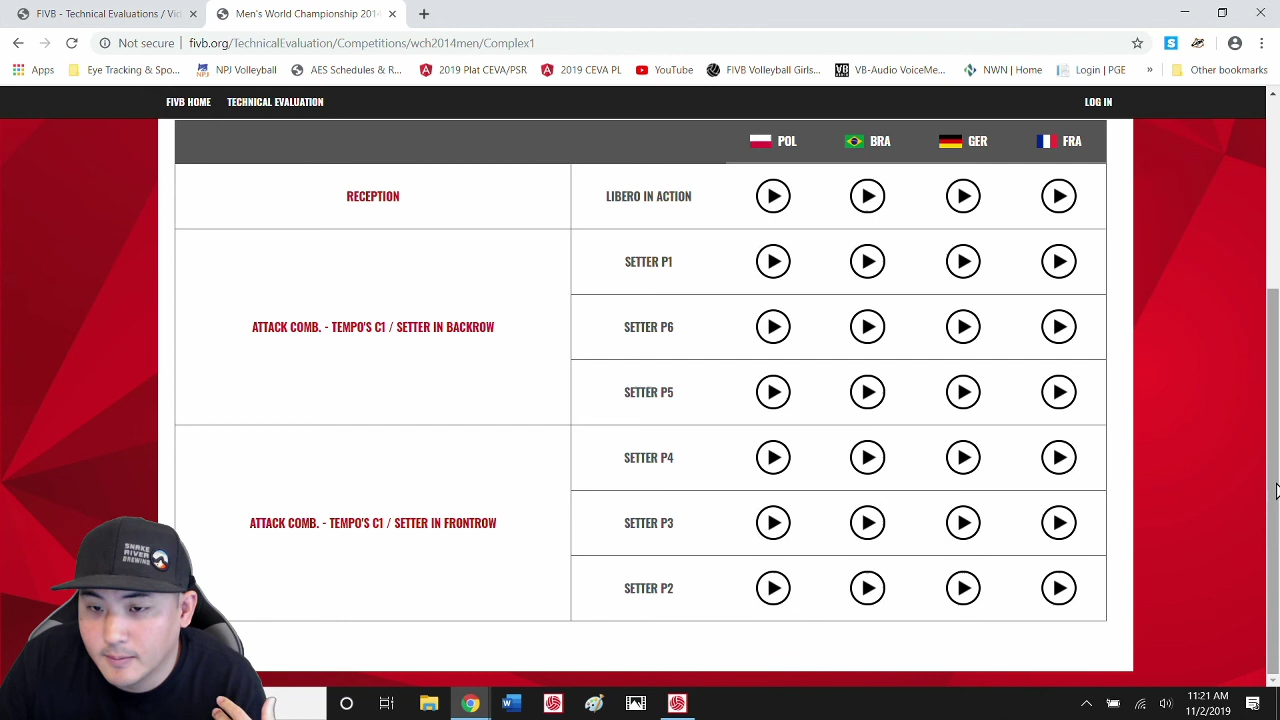 FIVB - Technical Evaluations / Vi
Men's World Championship 2014
Not secure
fivb.org/TechnicalEvaluation/Competitions/wch2014men/Complex1
Apps
Eye Tracking & Spo...
NPJ Volleyball
AES Schedules & R...
2019 Plat CEVA/PSR
2019 CEVA PL
YouTube
FIVB Volleyball Girls...
VB-Audio VoiceMe...
NWN | Home
Login | PGE
»
Other bookmarks
FIVB HOME
TECHNICAL EVALUATION
LOG IN
POL
BRA
GER
FRA
RECEPTION
LIBERO IN ACTION
SETTER P1
ATTACK COMB. - TEMPO'S C1 / SETTER IN BACKROW
SETTER P6
SETTER P5
SETTER P4
ATTACK COMB. - TEMPO'S C1 / SETTER IN FRONTROW
SETTER P3
SETTER P2
SNAKE
RIVER
BREWING
11:21 AM
11/2/2019